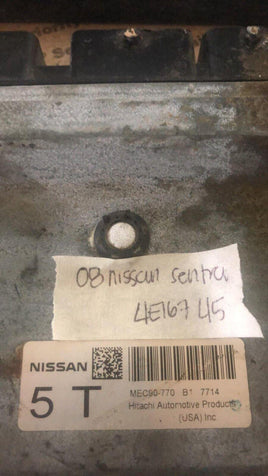 08 nissan sentra
4E167 45
NISSAN
5 T
MEC90-770 B1 7714
Hitachi Automotive Products
(USA) Inc